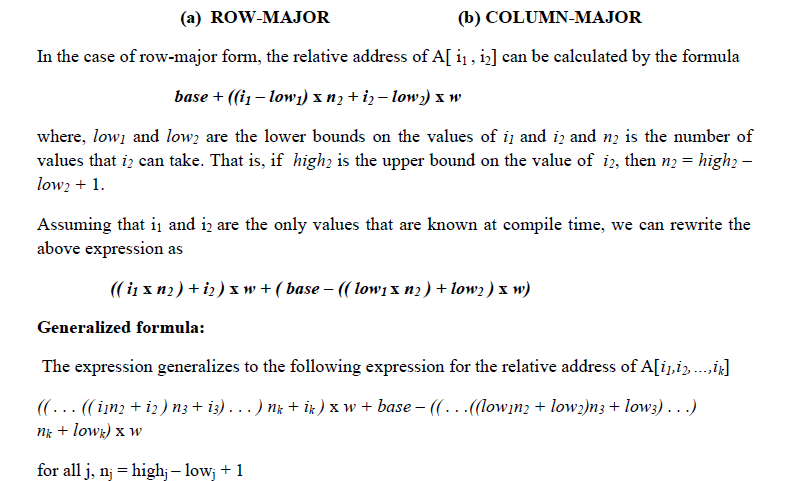 (a) ROW-MAJOR (b) COLUMN-MAJOR
In the case of row-major form, the relative address of A[ i₁ , i₂] can be calculated by the formula
base + ((i₁ – low₁) x n₂ + i₂ – low₂) x w
where, low₁ and low₂ are the lower bounds on the values of i₁ and i₂ and n₂ is the number of
values that i₂ can take. That is, if high₂ is the upper bound on the value of i₂, then n₂ = high₂ –
low₂ + 1.
Assuming that i₁ and i₂ are the only values that are known at compile time, we can rewrite the
above expression as
(( i₁ x n₂ ) + i₂ ) x w + ( base – (( low₁ x n₂ ) + low₂ ) x w)
Generalized formula:
The expression generalizes to the following expression for the relative address of A[i₁,i₂,...,iₖ]
(( . . . (( i₁n₂ + i₂ ) n₃ + i₃) . . . ) nₖ + iₖ ) x w + base – (( . . .((low₁n₂ + low₂)n₃ + low₃) . . .)
nₖ + lowₖ) x w
for all j, nⱼ = highⱼ – lowⱼ + 1